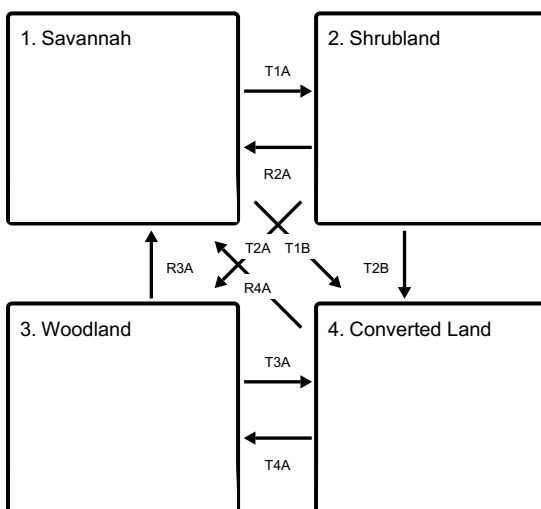 1. Savannah
2. Shrubland
T1A
R2A
T2A
T1B
R3A
R4A
T2B
3. Woodland
4. Converted Land
T3A
T4A